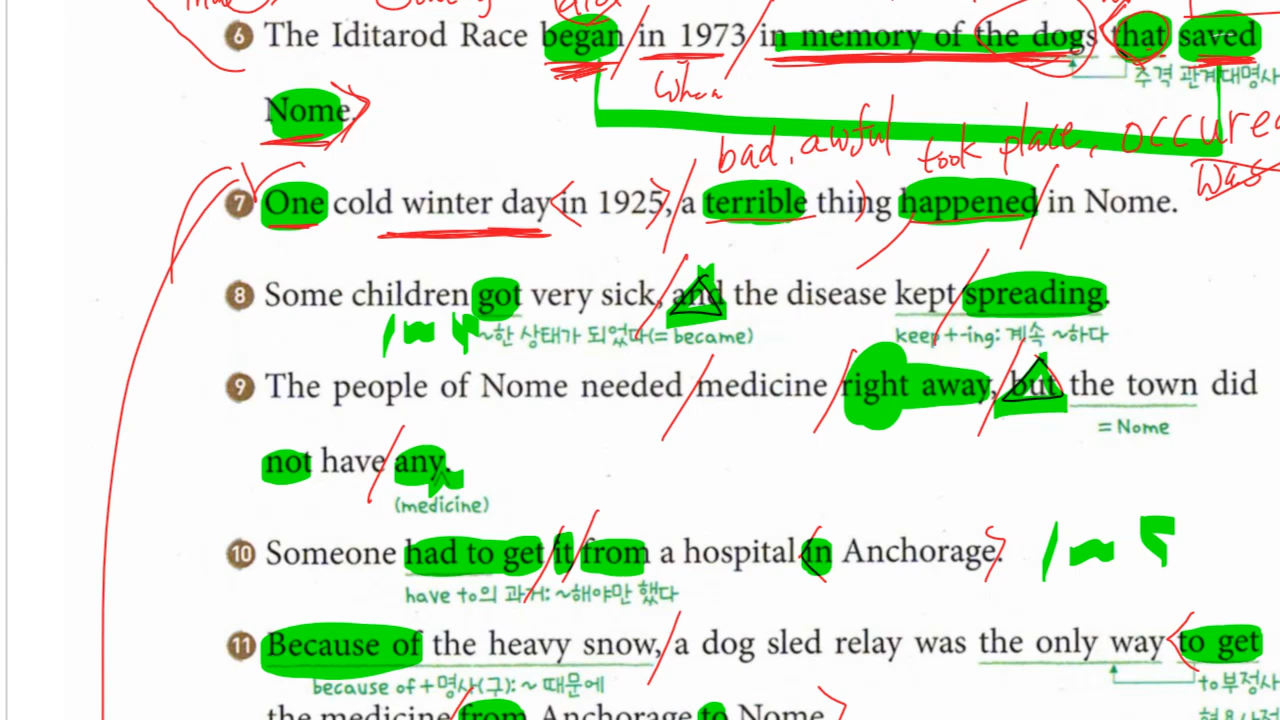 6 The Iditarod Race began in 1973 in memory of the dogs that saved
When
주격 관계대명사
Nome.
bad, awful took place, occured
was
7 One cold winter day in 1925, a terrible thing happened in Nome.
8 Some children got very sick, and the disease kept spreading.
1 ~ 5
~한 상태가 되었다(= became) keep+-ing: 계속 ~하다
9 The people of Nome needed medicine right away, but the town did
= Nome
not have any.
(medicine)
10 Someone had to get it from a hospital in Anchorage. 1 ~ 5
have to의 과거: ~해야만 했다
11 Because of the heavy snow, a dog sled relay was the only way to get
because of+명사(구): ~ 때문에 to부정사
the medicine from Anchorage to Nome.